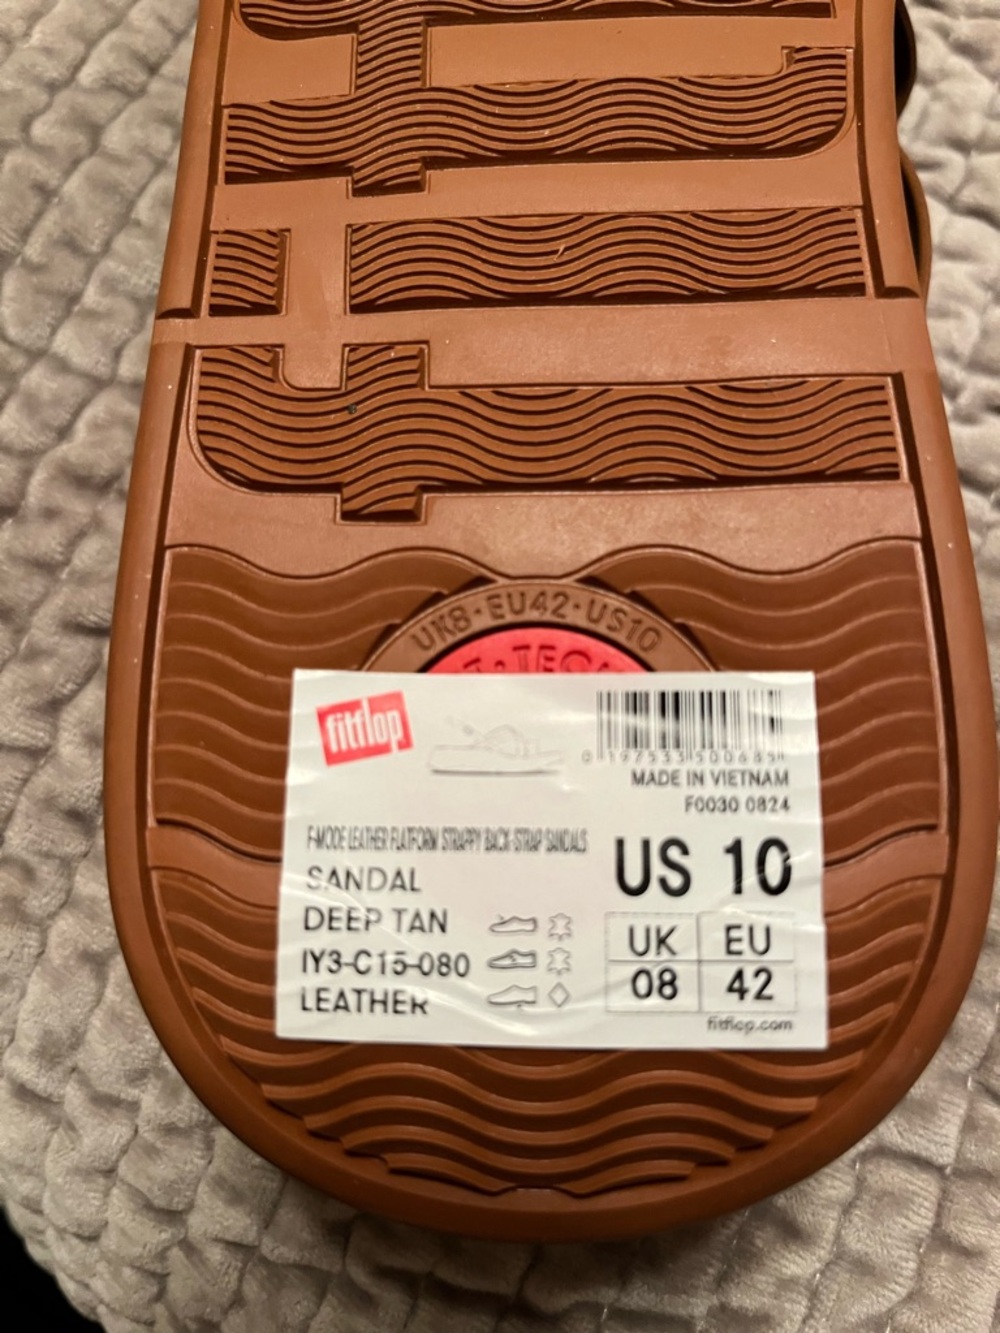 UK8·EU42·US10
fitflop
MADE IN VIETNAM
F0030 0824
F-MODE LEATHER FLATFORM STRAPPY BACK-STRAP SANDALS
US 10
SANDAL
DEEP TAN
IY3-C15-080
LEATHER
UK EU
08 42
fitflop.com